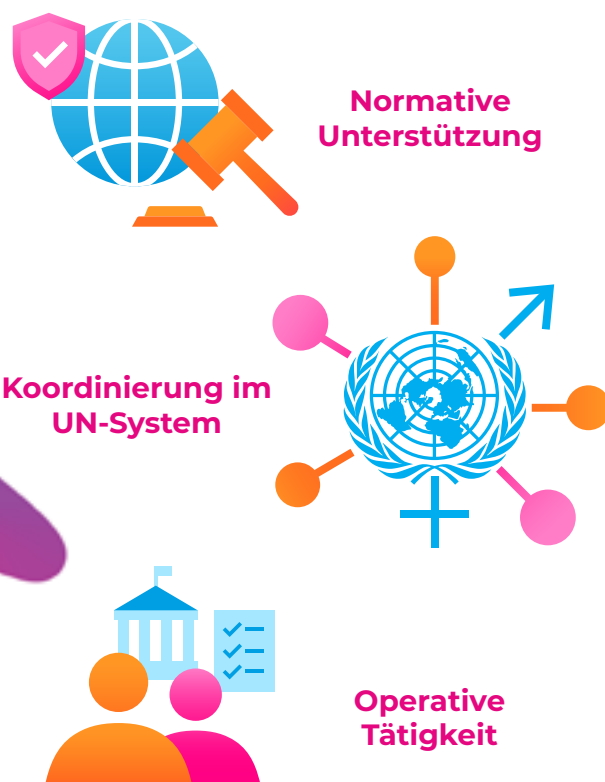 Normative
Unterstützung
Koordinierung im
UN-System
Operative
Tätigkeit